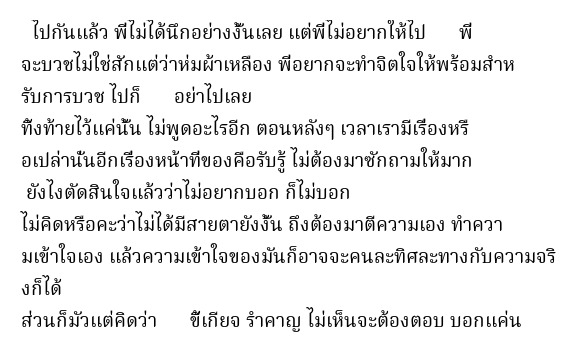 ไปกันแล้ว พี่ไม่ได้นึกอย่างงั้นเลย แต่พี่ไม่อยากให้ไป พี่
จะบวชไม่ใช่สักแต่ว่าห่มผ้าเหลือง พี่อยากจะทำจิตใจให้พร้อมสำห
รับการบวช ไปก็ อย่าไปเลย
ทิ้งท้ายไว้แค่นั้น ไม่พูดอะไรอีก ตอนหลังๆ เวลาเรามีเรื่องหรื
อเปล่านั้นอีกเรื่องหน้าที่ของคือรับรู้ ไม่ต้องมาซักถามให้มาก
ยังไงตัดสินใจแล้วว่าไม่อยากบอก ก็ไม่บอก
ไม่คิดหรือคะว่าไม่ได้มีสายตายังงั้น ถึงต้องมาตีความเอง ทำควา
มเข้าใจเอง แล้วความเข้าใจของมันก็อาจจะคนละทิศละทางกับความจริ
งก็ได้
ส่วนก็มัวแต่คิดว่า ขี้เกียจ รำคาญ ไม่เห็นจะต้องตอบ บอกแค่น